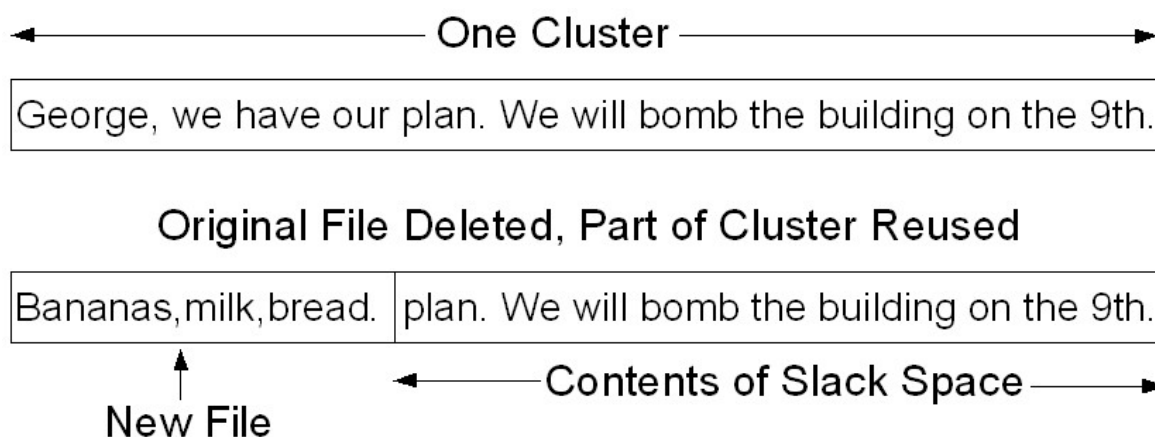 One Cluster
George, we have our plan. We will bomb the building on the 9th.
Original File Deleted, Part of Cluster Reused
Bananas,milk,bread. plan. We will bomb the building on the 9th.
Contents of Slack Space
New File